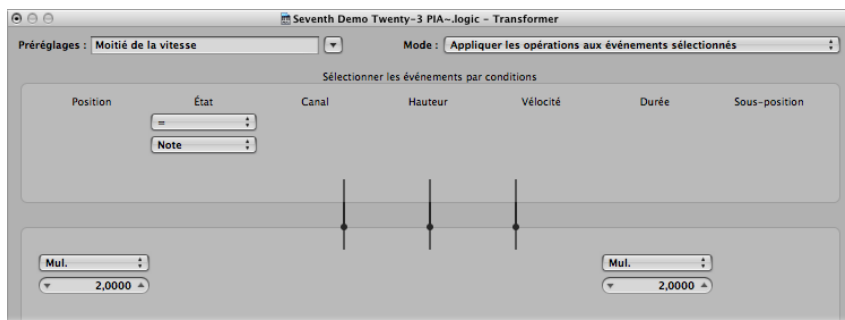 Seventh Demo Twenty-3 PIA~.logic – Transformer
Préréglages : Moitié de la vitesse Mode : Appliquer les opérations aux événements sélectionnés
Sélectionner les événements par conditions
Position État Canal Hauteur Vélocité Durée Sous-position
=
Note
Mul. Mul.
2,0000 2,0000